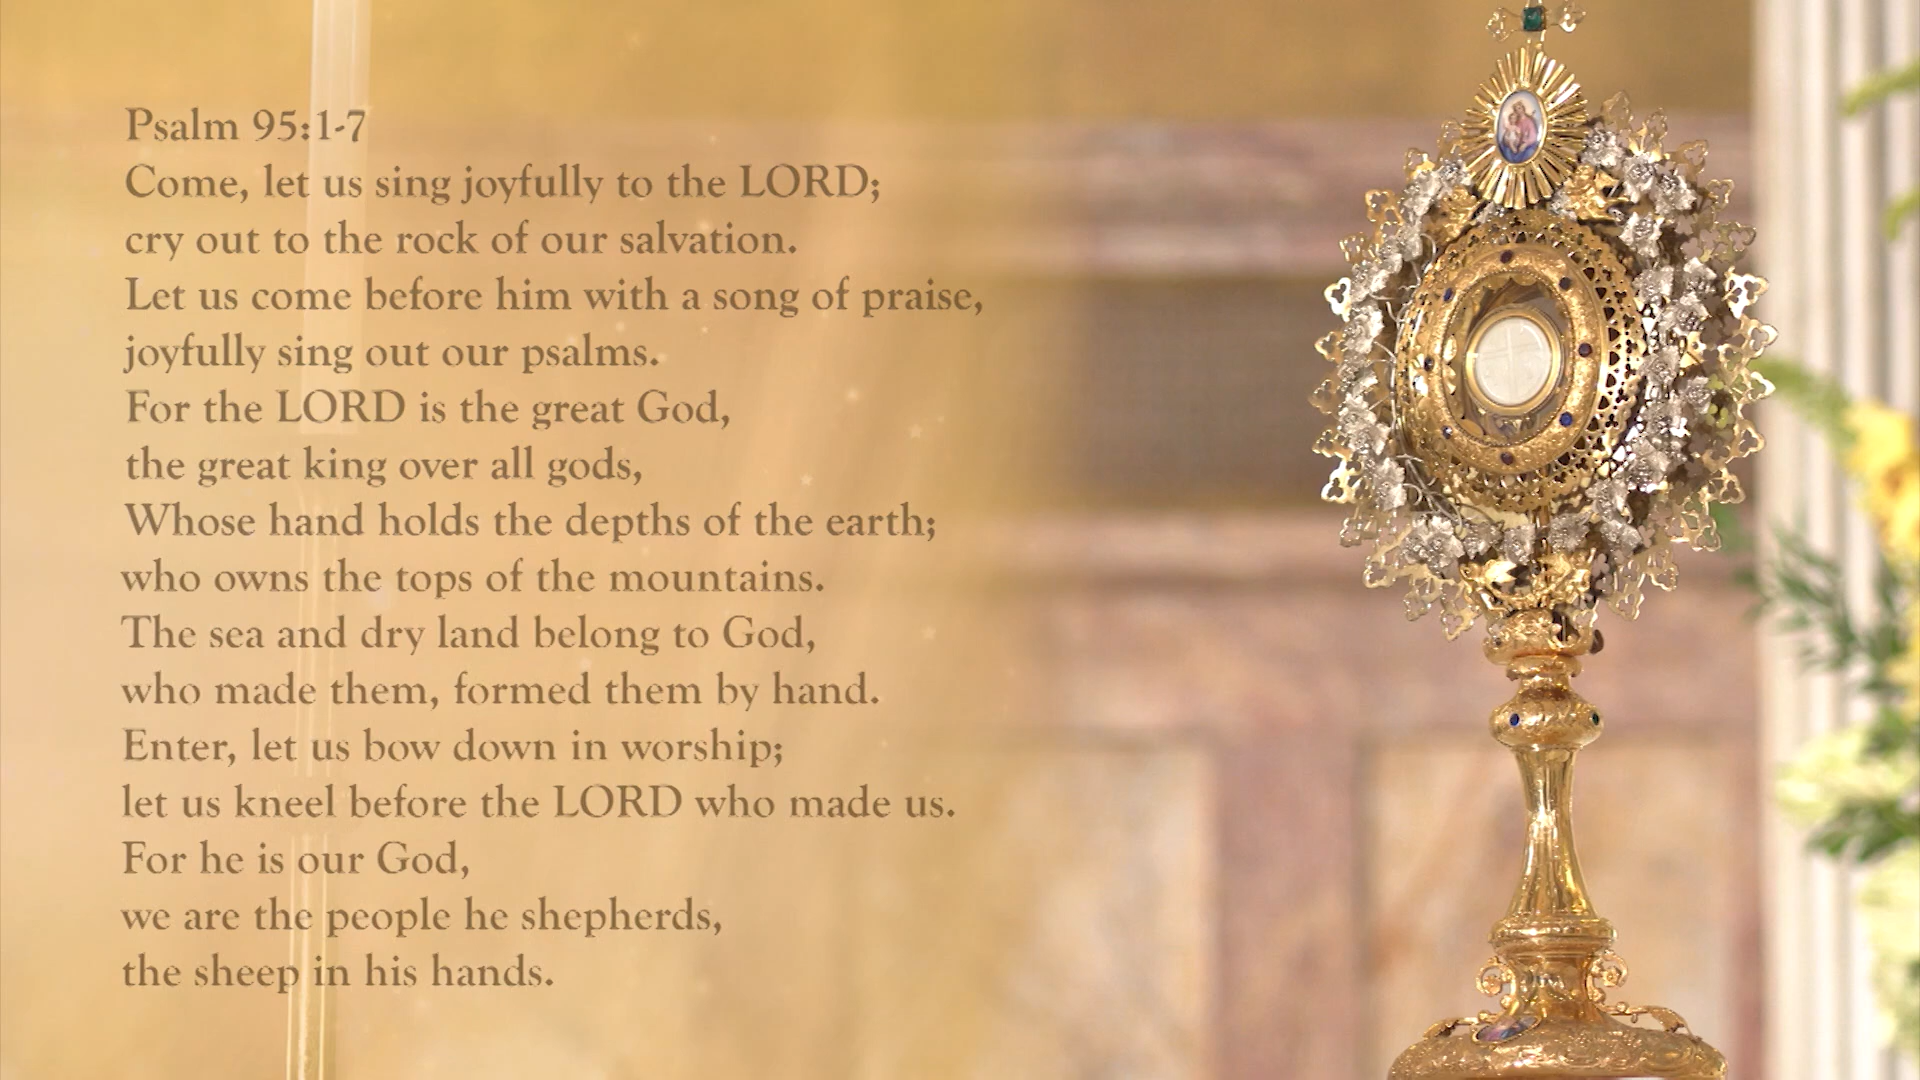 Psalm 95:1-7
Come, let us sing joyfully to the LORD;
cry out to the rock of our salvation.
Let us come before him with a song of praise,
joyfully sing out our psalms.
For the LORD is the great God,
the great king over all gods,
Whose hand holds the depths of the earth;
who owns the tops of the mountains.
The sea and dry land belong to God,
who made them, formed them by hand.
Enter, let us bow down in worship;
let us kneel before the LORD who made us.
For he is our God,
we are the people he shepherds,
the sheep in his hands.